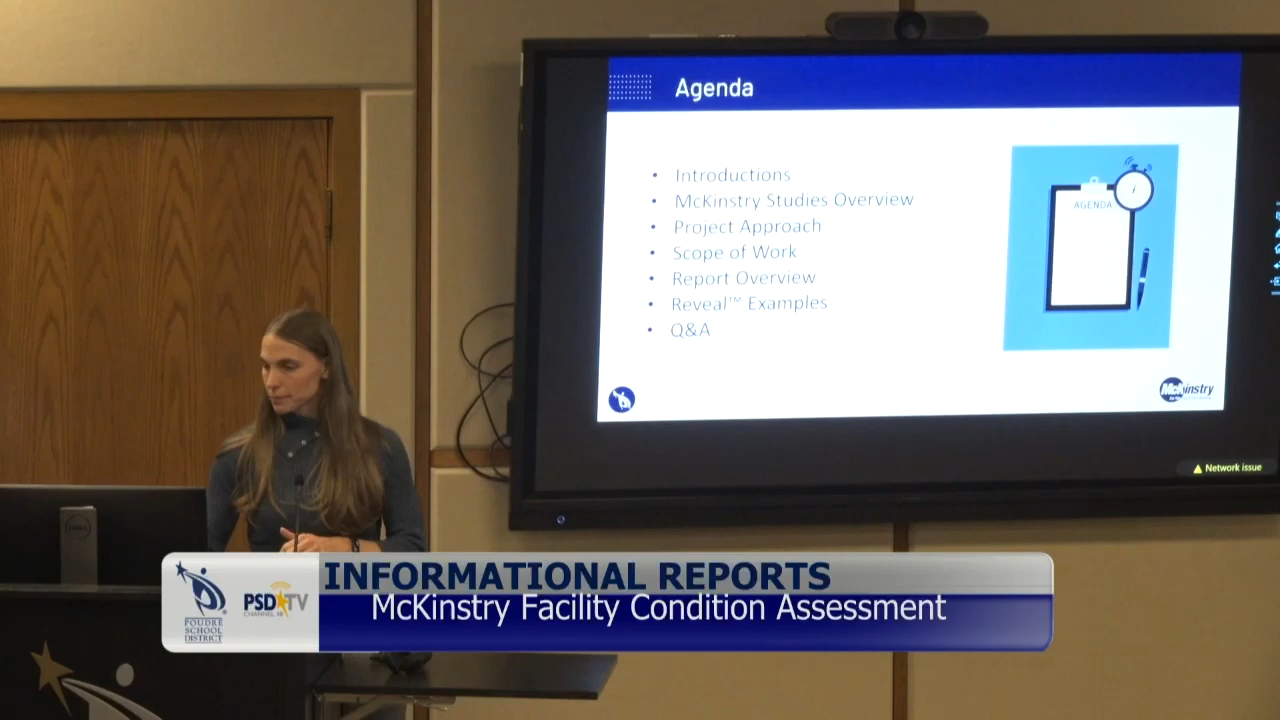 Agenda
• Introductions
• McKinstry Studies Overview
• Project Approach
• Scope of Work
• Report Overview
• Reveal™ Examples
• Q&A
AGENDA
McKinstry
Network issue
DELL
INFORMATIONAL REPORTS
McKinstry Facility Condition Assessment
PSD TV
POUDRE
SCHOOL
DISTRICT